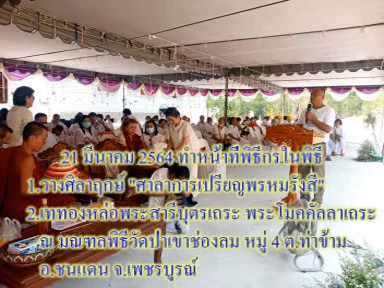 21 มีนาคม 2564 ทำหน้าที่พิธีกรในพิธี
1.วางศิลาฤกษ์ "ศาลาการเปรียญพรหมรังสี"
2.เททองหล่อพระสารีบุตรเถระ พระโมคคัลลาเถระ
ณ มณฑลพิธีวัดป่าเขาช่องลม หมู่ 4 ต.ท่าข้าม
อ.ชนแดน จ.เพชรบูรณ์